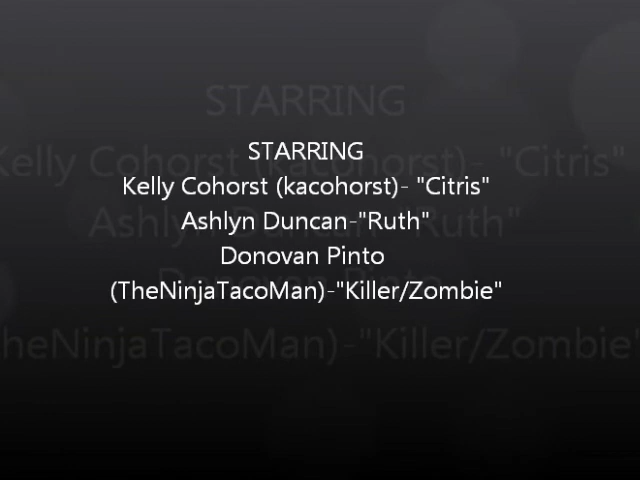 STARRING
Kelly Cohorst (kacohorst)- "Citris"
Ashlyn Duncan-"Ruth"
Donovan Pinto
(TheNinjaTacoMan)-"Killer/Zombie"